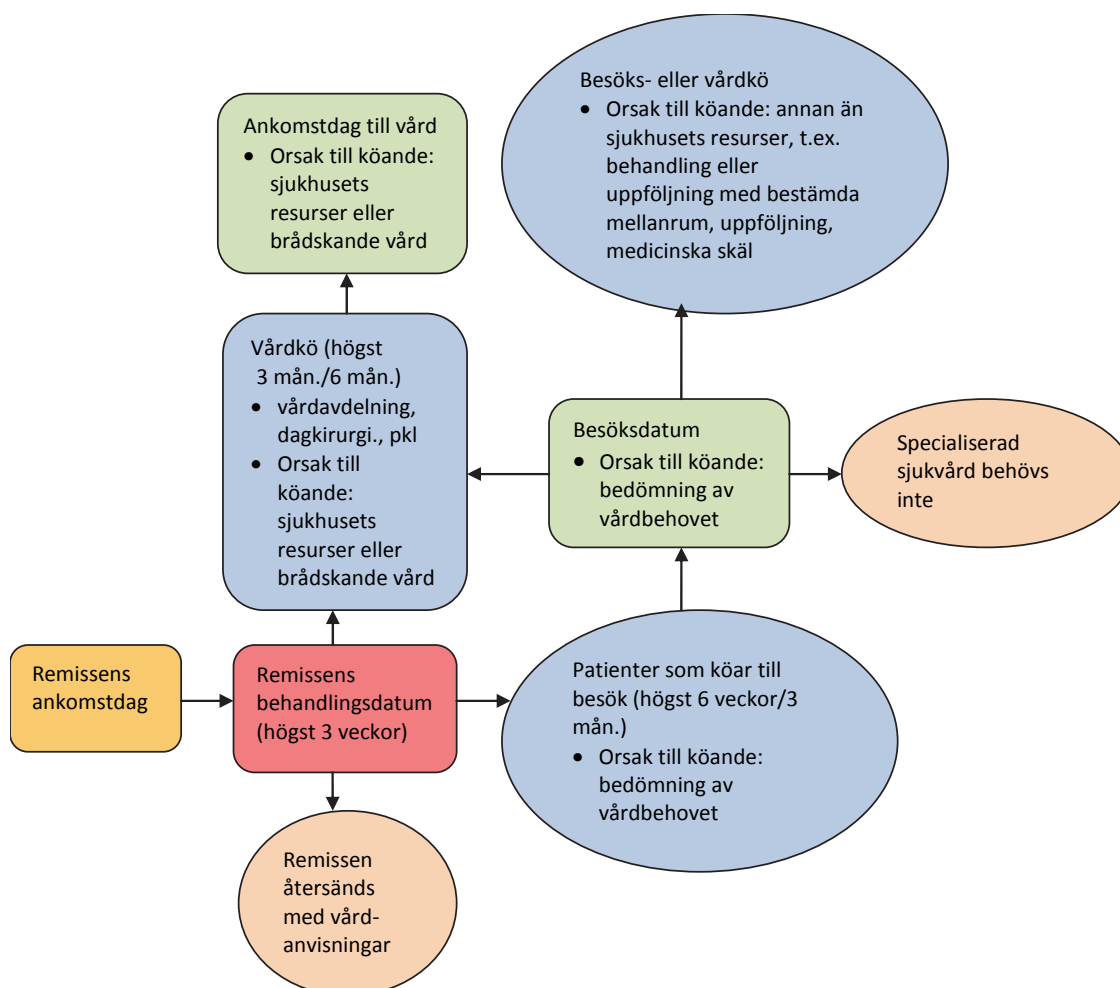 Besöks- eller vårdkö
• Orsak till köande: annan än
sjukhusets resurser, t.ex.
behandling eller
uppföljning med bestämda
mellanrum, uppföljning,
medicinska skäl
Ankomstdag till vård
• Orsak till köande:
sjukhusets
resurser eller
brådskande vård
Vårdkö (högst
3 mån./6 mån.)
• vårdavdelning,
dagkirurgi., pkl
• Orsak till
köande:
sjukhusets
resurser eller
brådskande vård
Besöksdatum
• Orsak till köande:
bedömning av
vårdbehovet
Specialiserad
sjukvård behövs
inte
Remissens
ankomstdag
Remissens
behandlingsdatum
(högst 3 veckor)
Patienter som köar till
besök (högst 6 veckor/3
mån.)
• Orsak till köande:
bedömning av
vårdbehovet
Remissen
återsänds
med vård-
anvisningar